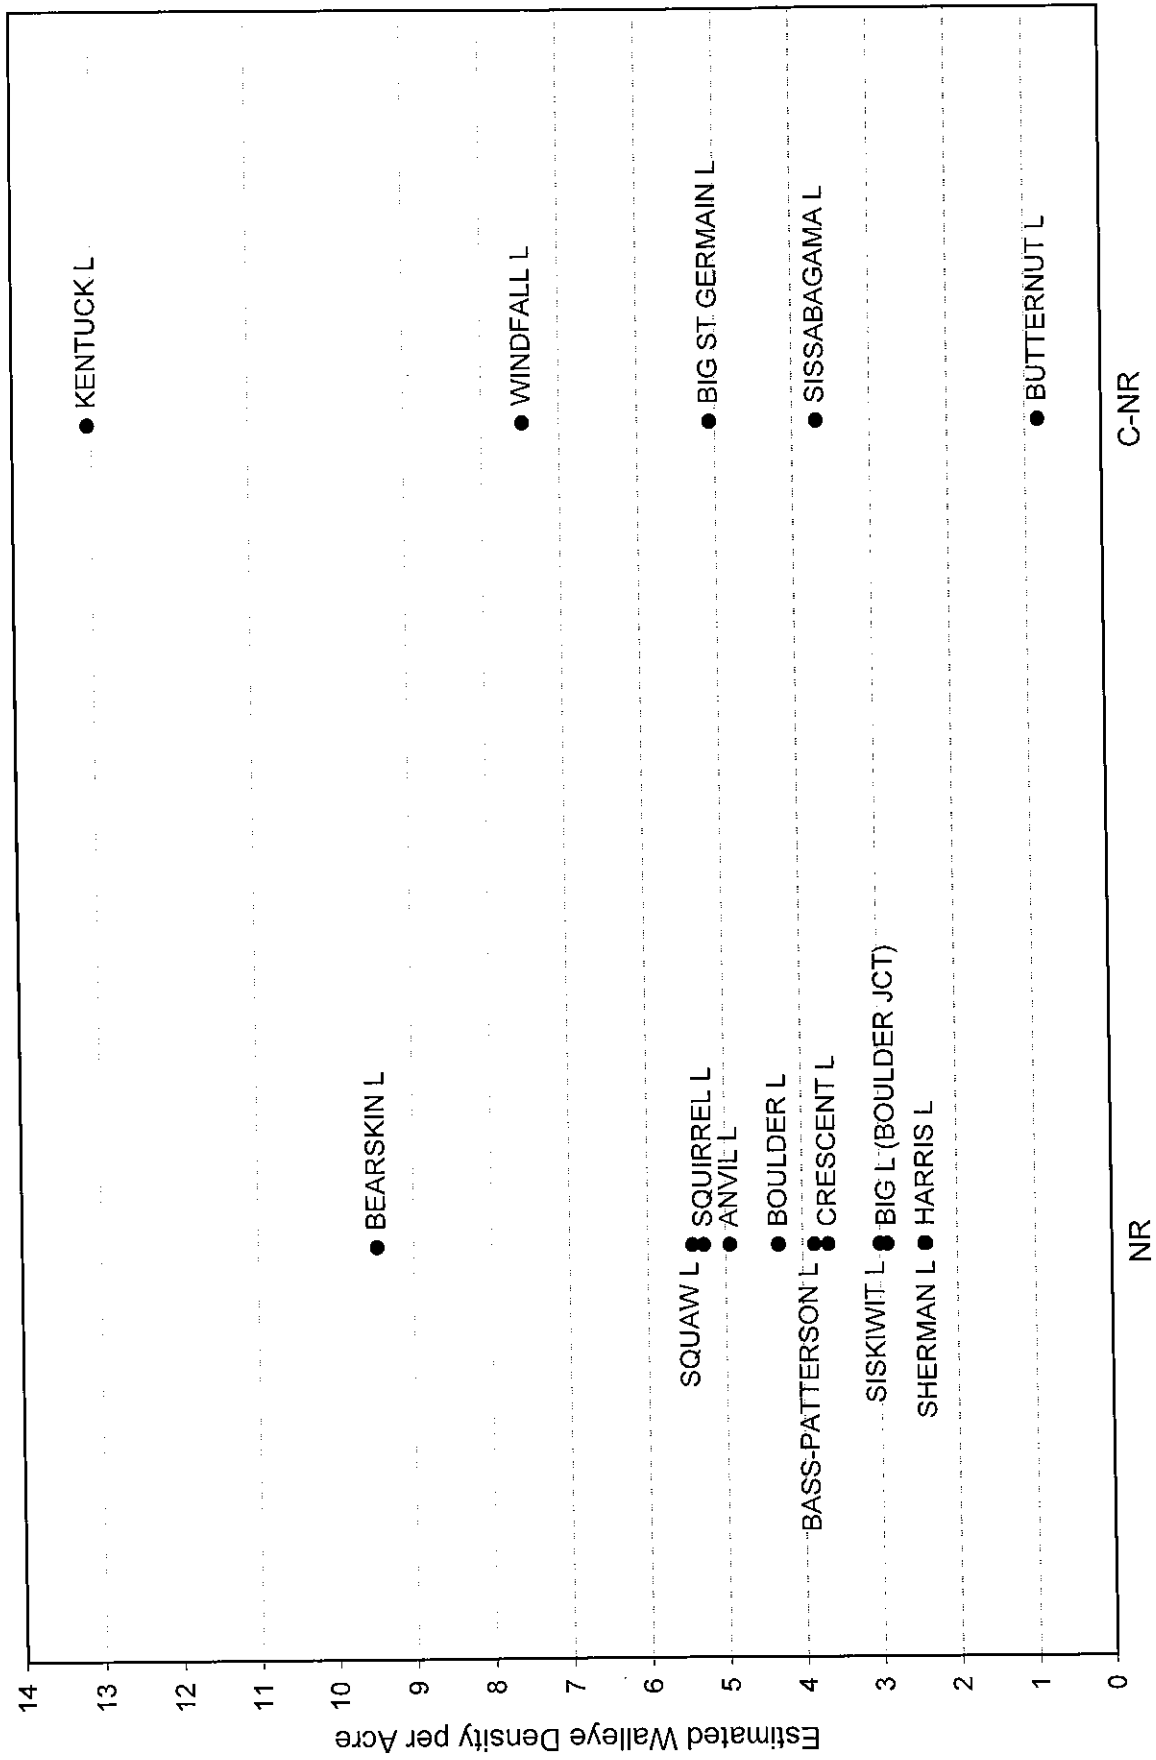 Estimated Walleye Density per Acre
14
13
12
11
10
9
8
7
6
5
4
3
2
1
0
KENTUCK L
BEARSKIN L
WINDFALL L
SQUAW L
SQUIRREL L
BIG ST. GERMAIN L
ANVIL L
BOULDER L
BASS-PATTERSON L
CRESCENT L
SISSABAGAMA L
SISKIWIT L
BIG L (BOULDER JCT)
SHERMAN L
HARRIS L
BUTTERNUT L
NR
C-NR